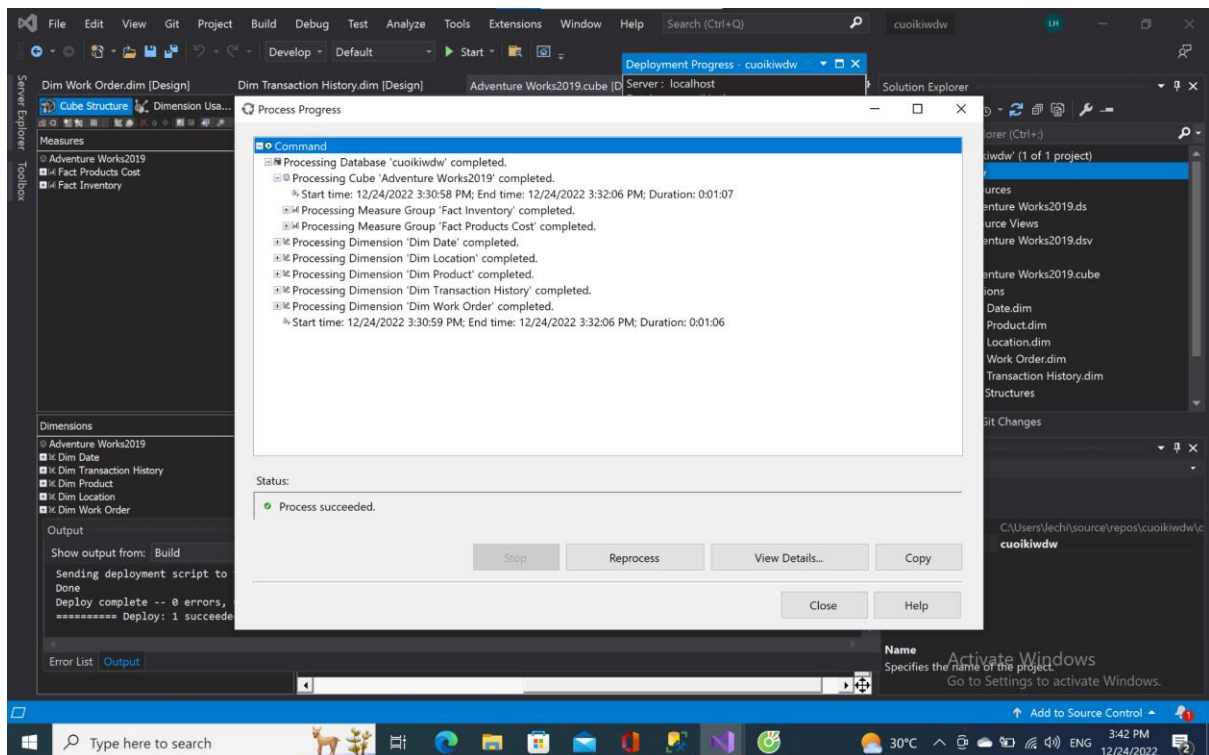 File Edit View Git Project Build Debug Test Analyze Tools Extensions Window Help Search (Ctrl+Q) cuoikiwdw LH
Develop Default Start
Deployment Progress - cuoikiwdw
Server : localhost
Dim Work Order.dim [Design] Dim Transaction History.dim [Design] Adventure Works2019.cube [D
Solution Explorer
Server Explorer
Toolbox
Cube Structure Dimension Usa...
Measures
Adventure Works2019
Fact Products Cost
Fact Inventory
Process Progress
Command
Processing Database 'cuoikiwdw' completed.
Processing Cube 'Adventure Works2019' completed.
Start time: 12/24/2022 3:30:58 PM; End time: 12/24/2022 3:32:06 PM; Duration: 0:01:07
Processing Measure Group 'Fact Inventory' completed.
Processing Measure Group 'Fact Products Cost' completed.
Processing Dimension 'Dim Date' completed.
Processing Dimension 'Dim Location' completed.
Processing Dimension 'Dim Product' completed.
Processing Dimension 'Dim Transaction History' completed.
Processing Dimension 'Dim Work Order' completed.
Start time: 12/24/2022 3:30:59 PM; End time: 12/24/2022 3:32:06 PM; Duration: 0:01:06
Status:
Process succeeded.
Stop Reprocess View Details... Copy
Close Help
lorer (Ctrl+;)
kiwdw' (1 of 1 project)
urces
enture Works2019.ds
urce Views
enture Works2019.dsv
enture Works2019.cube
ions
Date.dim
Product.dim
Location.dim
Work Order.dim
Transaction History.dim
Structures
Git Changes
Dimensions
Adventure Works2019
Dim Date
Dim Transaction History
Dim Product
Dim Location
Dim Work Order
Output
Show output from: Build
Sending deployment script to
Done
Deploy complete -- 0 errors,
========== Deploy: 1 succeede
Error List Output
C:\Users\lechi\source\repos\cuoikiwdw\c
cuoikiwdw
Name
Specifies the name of the project.
Activate Windows
Go to Settings to activate Windows.
Add to Source Control
Type here to search
30°C ENG 3:42 PM
12/24/2022